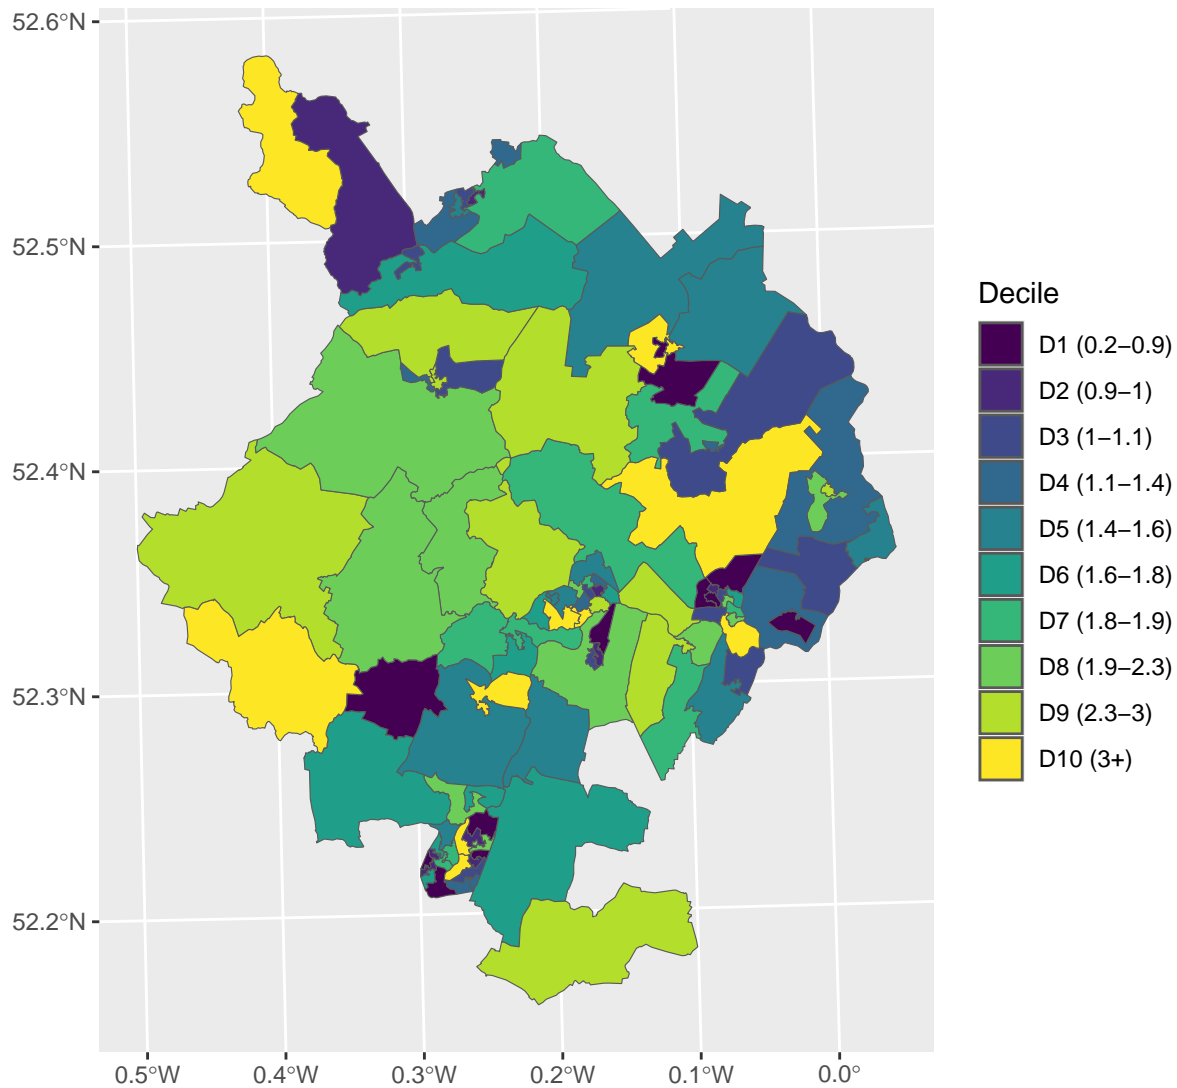 52.6°N
52.5°N
52.4°N
52.3°N
52.2°N
0.5°W 0.4°W 0.3°W 0.2°W 0.1°W 0.0°
Decile
D1 (0.2–0.9)
D2 (0.9–1)
D3 (1–1.1)
D4 (1.1–1.4)
D5 (1.4–1.6)
D6 (1.6–1.8)
D7 (1.8–1.9)
D8 (1.9–2.3)
D9 (2.3–3)
D10 (3+)